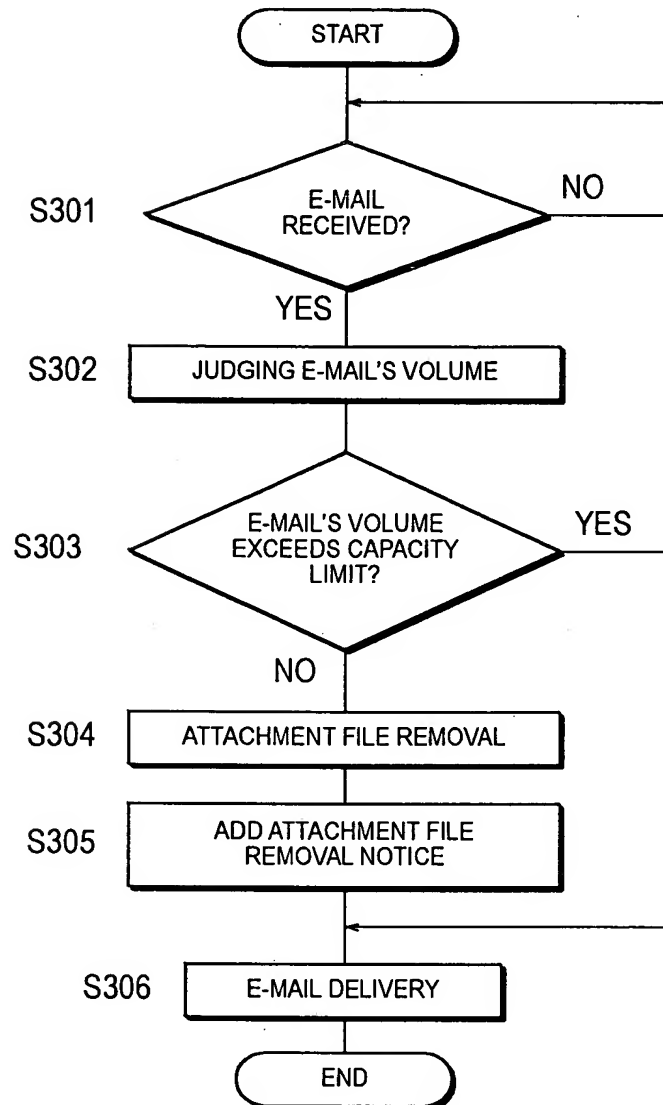 START
S301
E-MAIL
RECEIVED?
NO
YES
S302
JUDGING E-MAIL'S VOLUME
S303
E-MAIL'S VOLUME
EXCEEDS CAPACITY
LIMIT?
YES
NO
S304
ATTACHMENT FILE REMOVAL
S305
ADD ATTACHMENT FILE
REMOVAL NOTICE
S306
E-MAIL DELIVERY
END